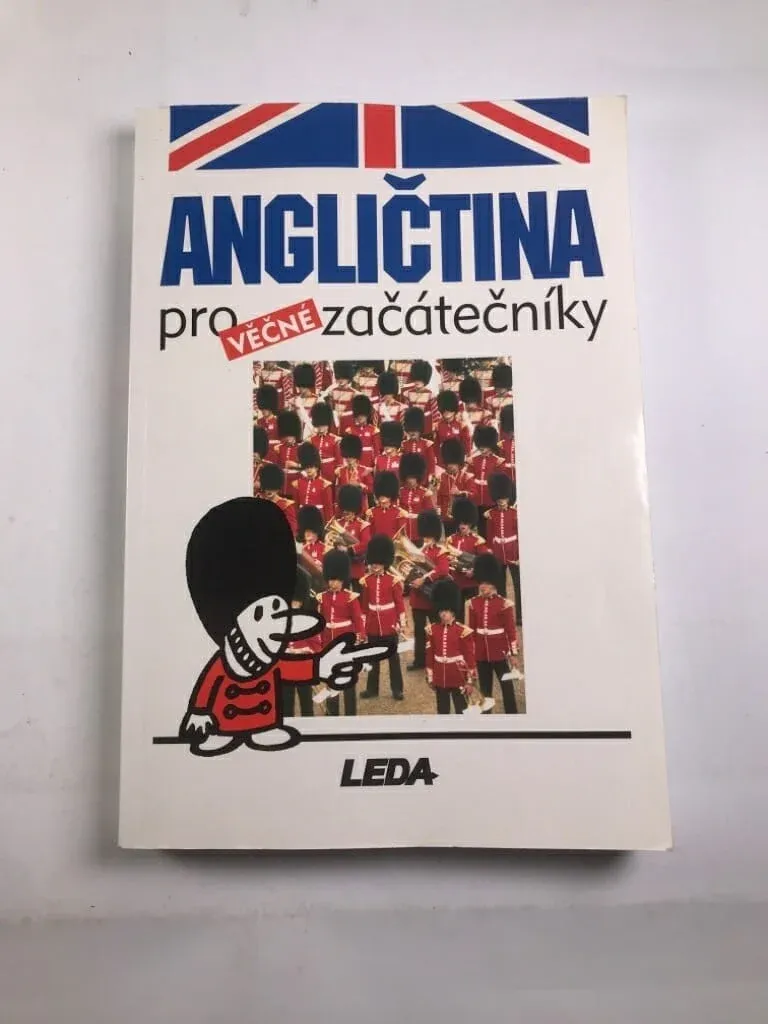 ANGLIČTINA
pro VĚČNÉ začátečníky
LEDA